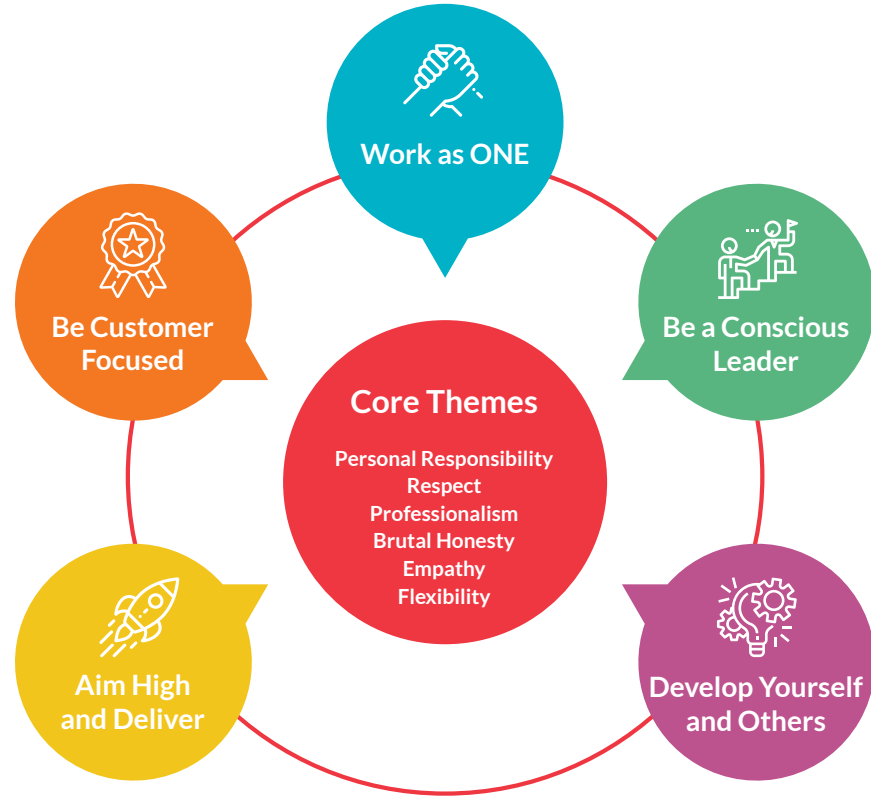 Work as ONE
Be Customer
Focused
Be a Conscious
Leader
Core Themes
Personal Responsibility
Respect
Professionalism
Brutal Honesty
Empathy
Flexibility
Aim High
and Deliver
Develop Yourself
and Others